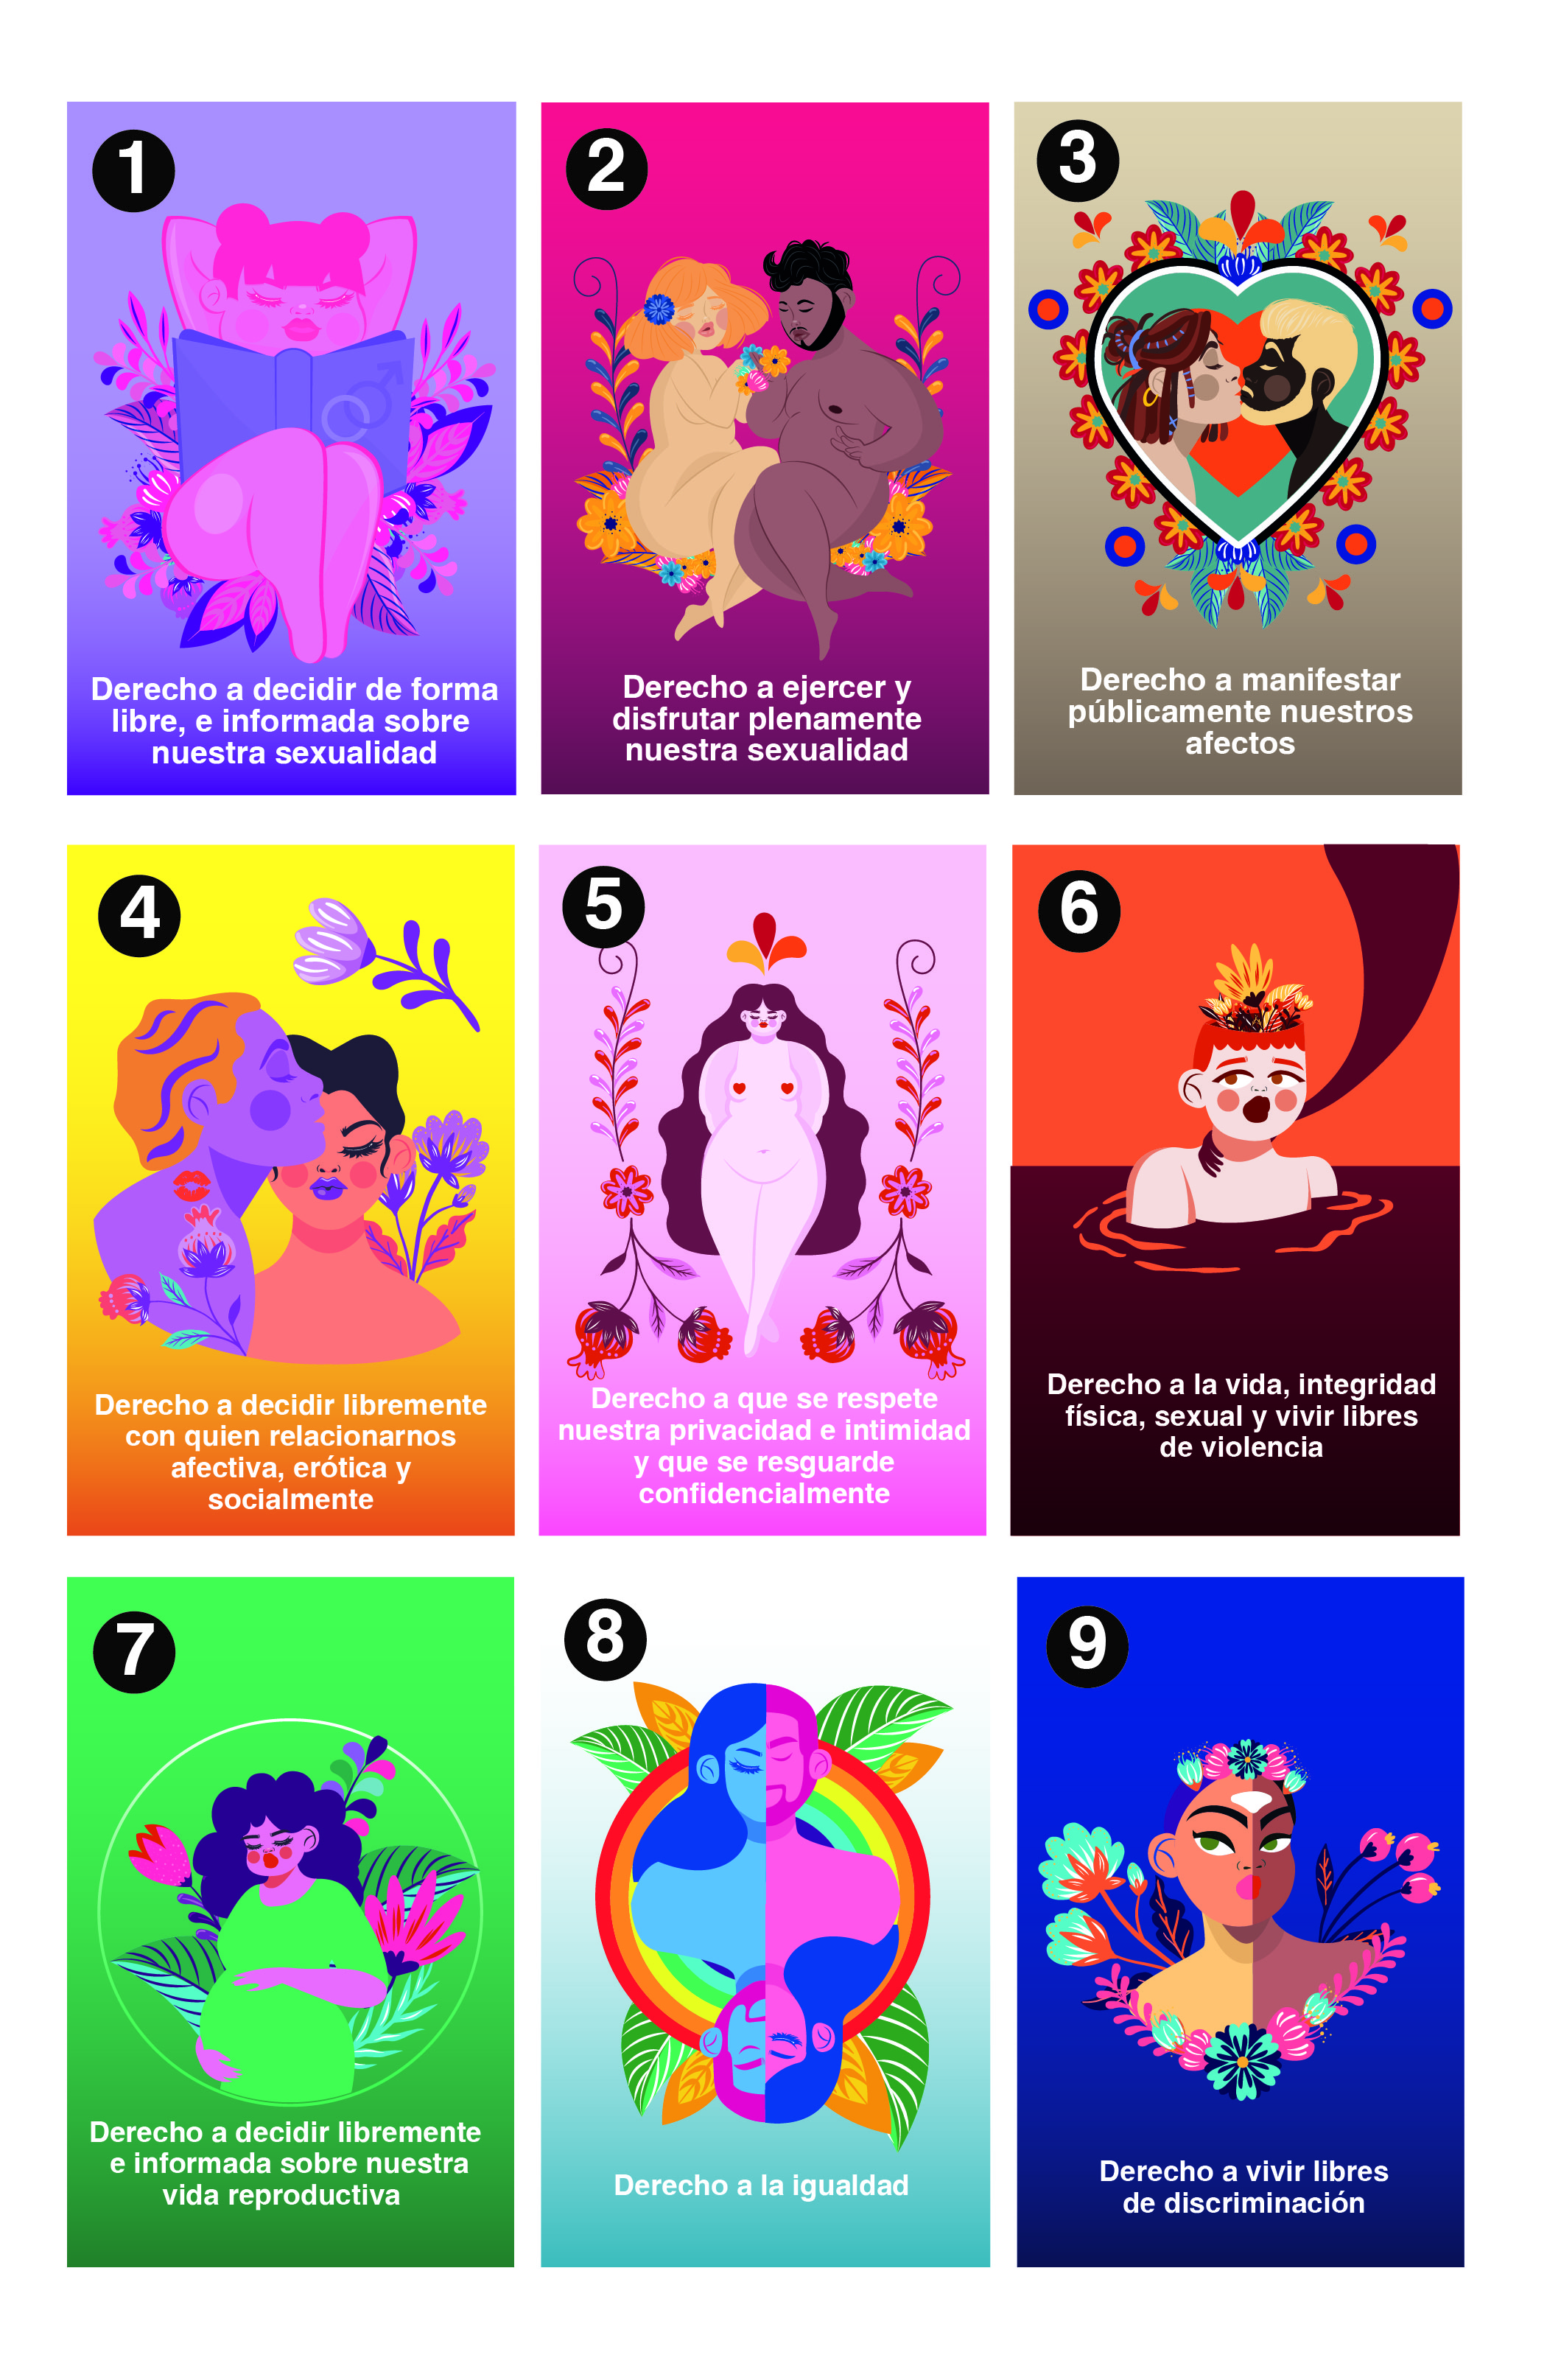 1
Derecho a decidir de forma
libre, e informada sobre
nuestra sexualidad
2
Derecho a ejercer y
disfrutar plenamente
nuestra sexualidad
3
Derecho a manifestar
públicamente nuestros
afectos
4
Derecho a decidir libremente
con quien relacionarnos
afectiva, erótica y
socialmente
5
Derecho a que se respete
nuestra privacidad e intimidad
y que se resguarde
confidencialmente
6
Derecho a la vida, integridad
física, sexual y vivir libres
de violencia
7
Derecho a decidir libremente
e informada sobre nuestra
vida reproductiva
8
Derecho a la igualdad
9
Derecho a vivir libres
de discriminación